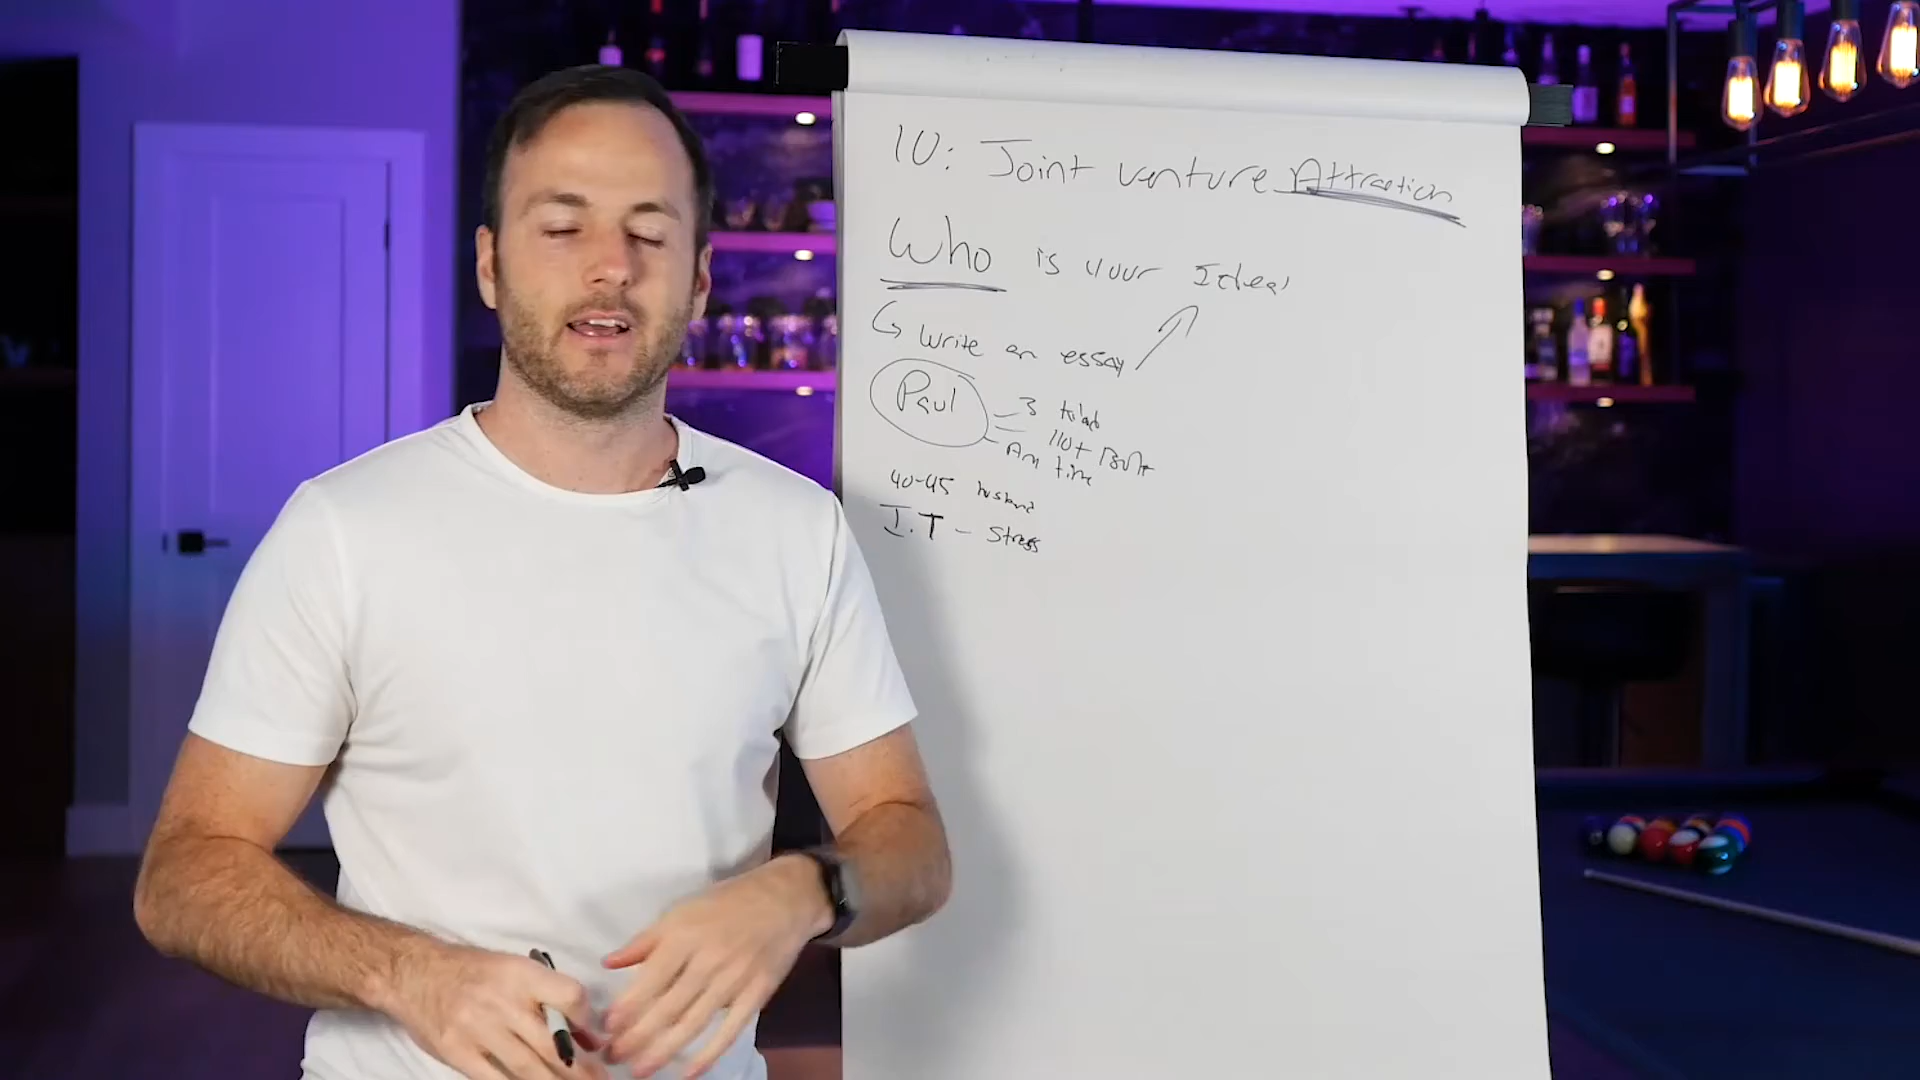 10: Joint venture Attraction
Who is your Ideal
↳ Write an essay
Paul
3
110+
Am time
40-45 husband
I.T - Stress